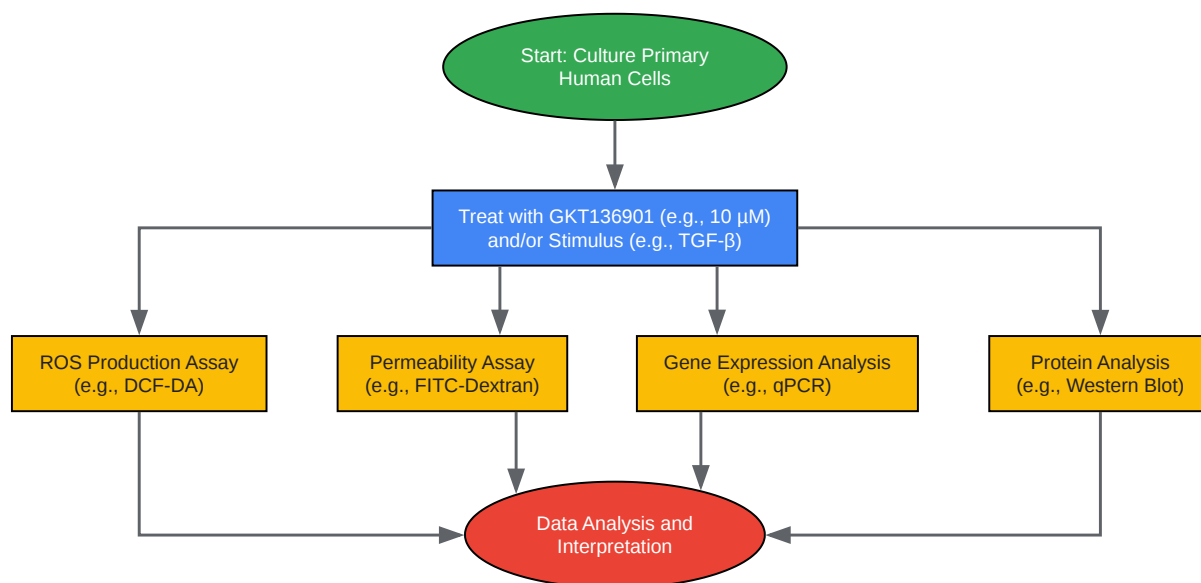 Start: Culture Primary
Human Cells
Treat with GKT136901 (e.g., 10 µM)
and/or Stimulus (e.g., TGF-β)
ROS Production Assay
(e.g., DCF-DA)
Permeability Assay
(e.g., FITC-Dextran)
Gene Expression Analysis
(e.g., qPCR)
Protein Analysis
(e.g., Western Blot)
Data Analysis and
Interpretation